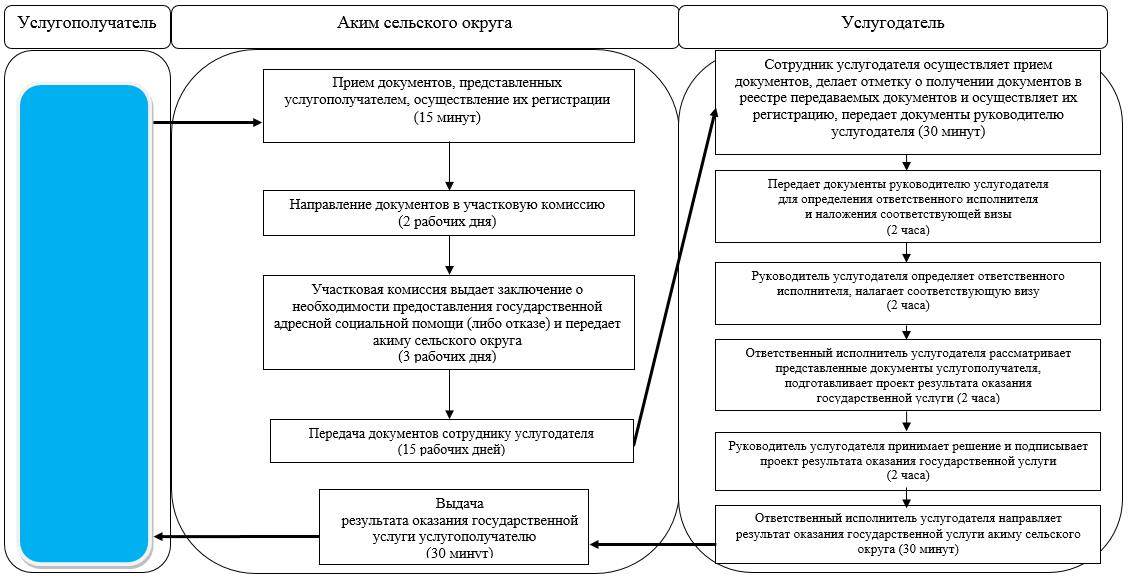 Услугополучатель
Аким сельского округа
Услугодатель
Прием документов, представленных
услугополучателем, осуществление их регистрации
(15 минут)
Направление документов в участковую комиссию
(2 рабочих дня)
Участковая комиссия выдает заключение о
необходимости предоставления государственной
адресной социальной помощи (либо отказе) и передает
акиму сельского округа
(3 рабочих дня)
Передача документов сотруднику услугодателя
(15 рабочих дней)
Сотрудник услугодателя осуществляет прием
документов, делает отметку о получении документов в
реестре передаваемых документов и осуществляет их
регистрацию, передает документы руководителю
услугодателя (30 минут)
Передает документы руководителю услугодателя
для определения ответственного исполнителя
и наложения соответствующей визы
(2 часа)
Руководитель услугодателя определяет ответственного
исполнителя, налагает соответствующую визу
(2 часа)
Ответственный исполнитель услугодателя рассматривает
представленные документы услугополучателя,
подготавливает проект результата оказания
государственной услуги (2 часа)
Руководитель услугодателя принимает решение и подписывает
проект результата оказания государственной услуги
(2 часа)
Ответственный исполнитель услугодателя направляет
результат оказания государственной услуги акиму сельского
округа (30 минут)
Выдача
результата оказания государственной
услуги услугополучателю
(30 минут)